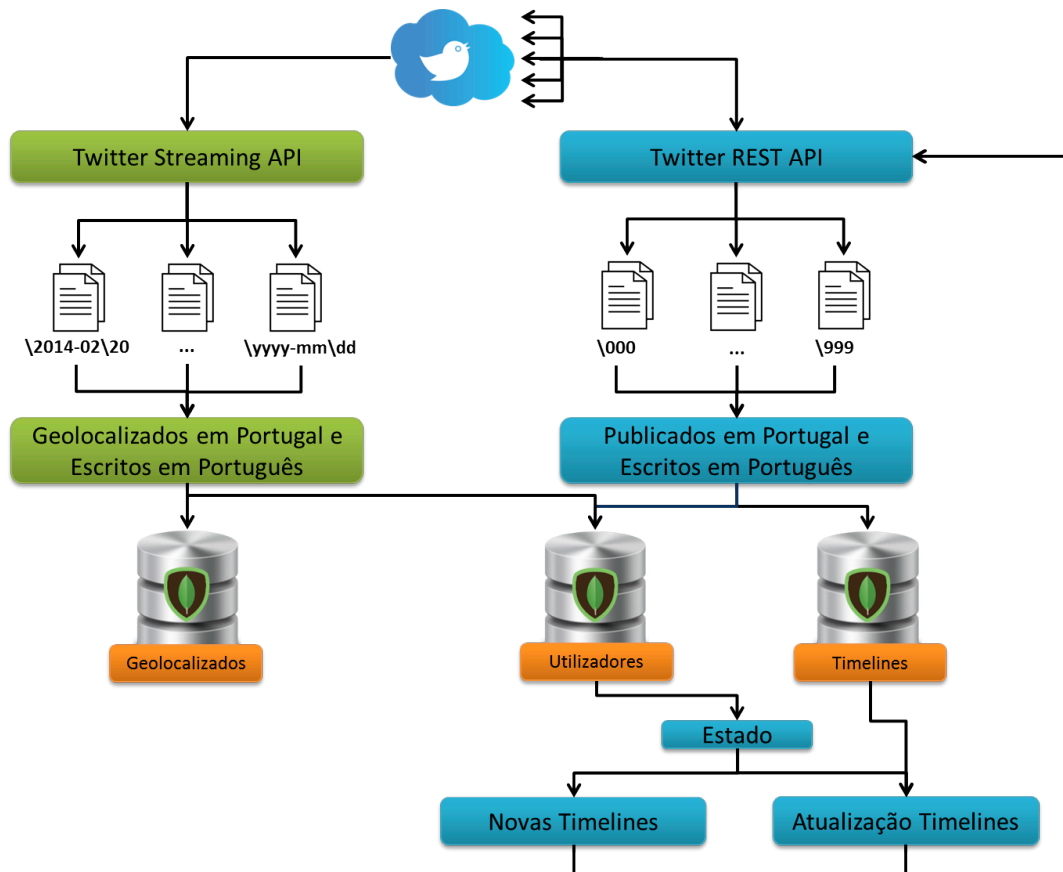 Twitter Streaming API
Twitter REST API
\2014-02\20
...
\yyyy-mm\dd
\000
...
\999
Geolocalizados em Portugal e
Escritos em Português
Publicados em Portugal e
Escritos em Português
Geolocalizados
Utilizadores
Timelines
Estado
Novas Timelines
Atualização Timelines